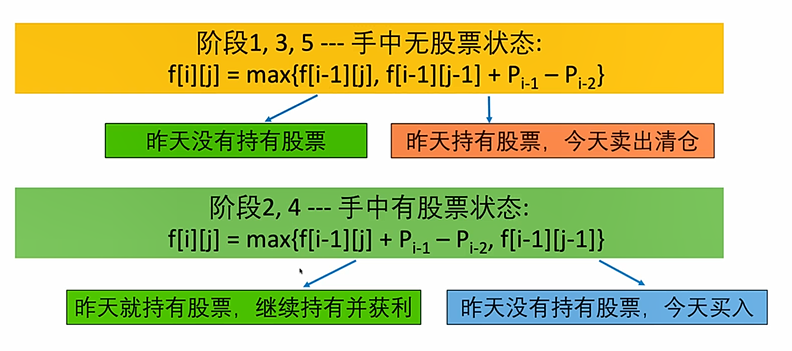 阶段1, 3, 5 --- 手中无股票状态:
f[i][j] = max{f[i-1][j], f[i-1][j-1] + Pi-1 – Pi-2}
昨天没有持有股票
昨天持有股票，今天卖出清仓
阶段2, 4 --- 手中有股票状态:
f[i][j] = max{f[i-1][j] + Pi-1 – Pi-2, f[i-1][j-1]}
昨天就持有股票，继续持有并获利
昨天没有持有股票，今天买入